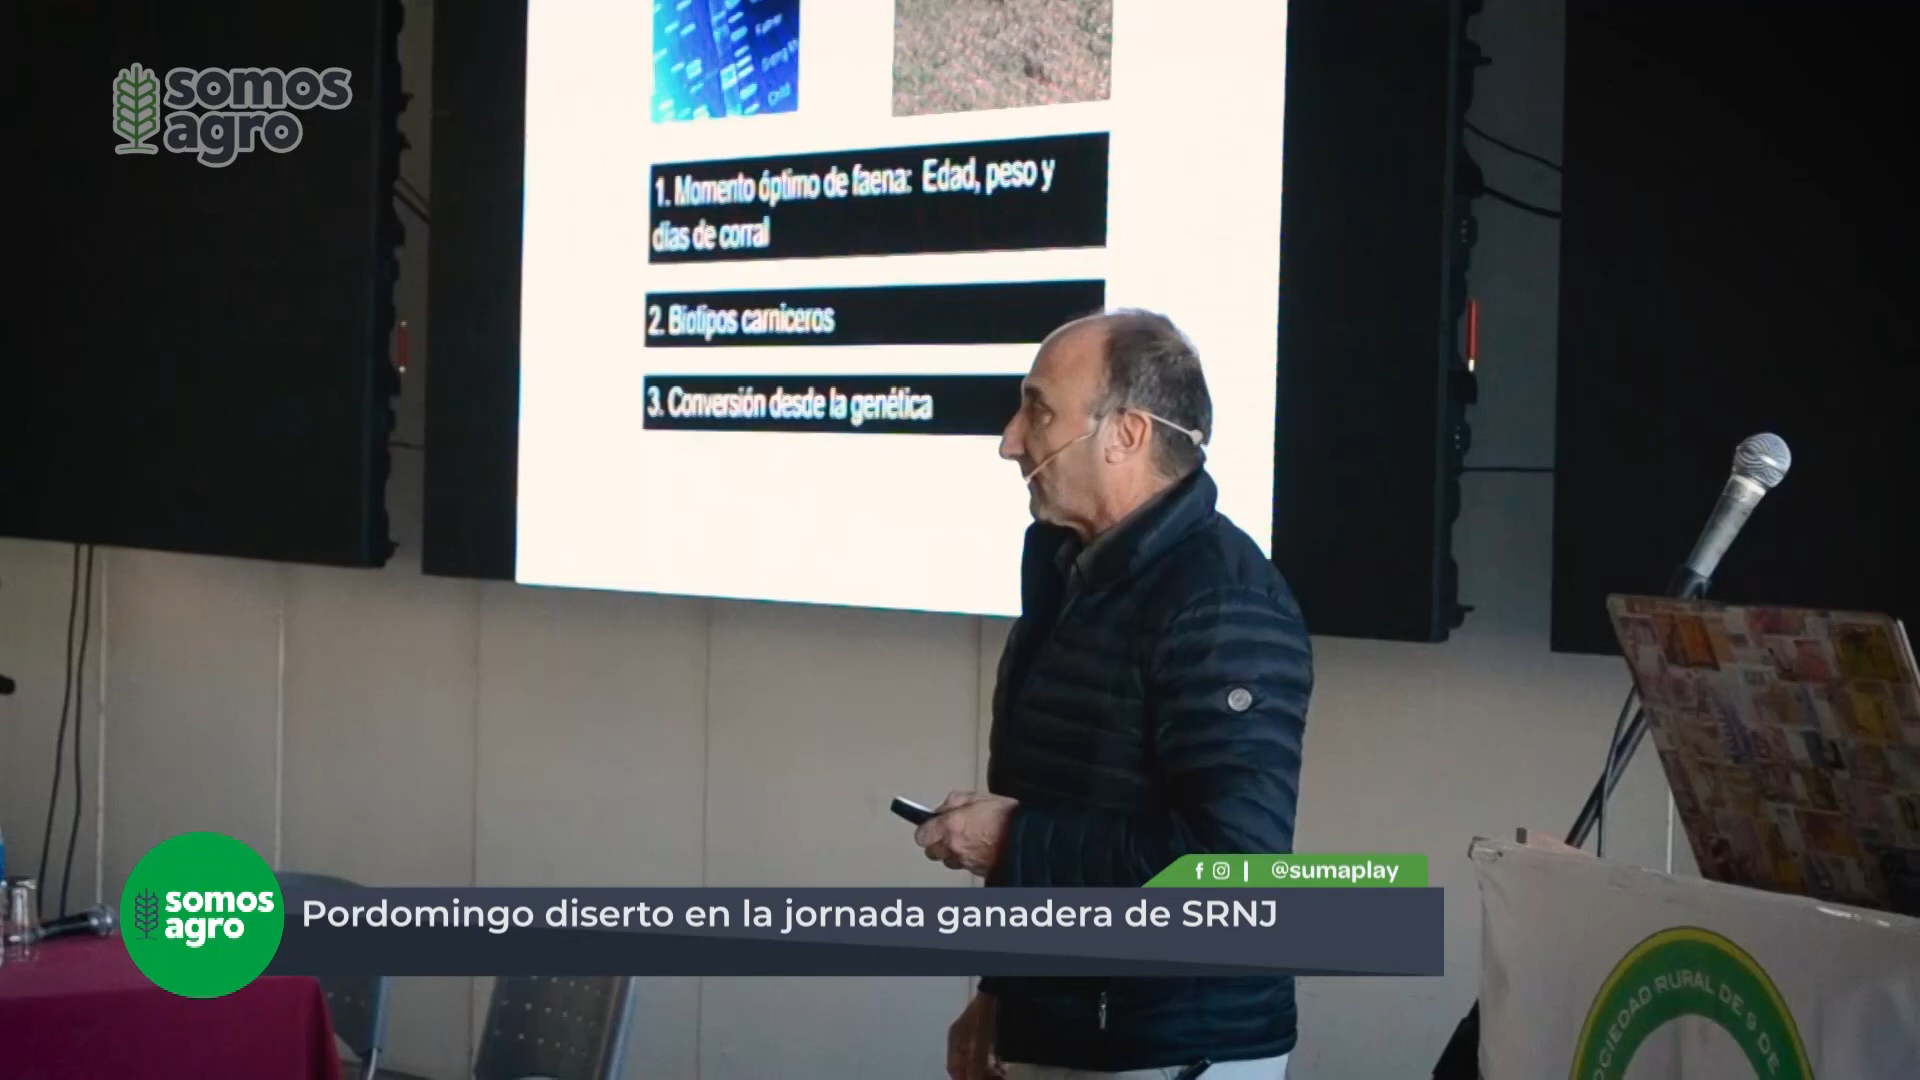 somos
agro
1. Momento óptimo de faena: Edad, peso y
días de corral
2. Biotipos carniceros
3. Conversión desde la genética
@sumaplay
somos
agro
Pordomingo diserto en la jornada ganadera de SRNJ
SOCIEDAD RURAL DE 9 DE